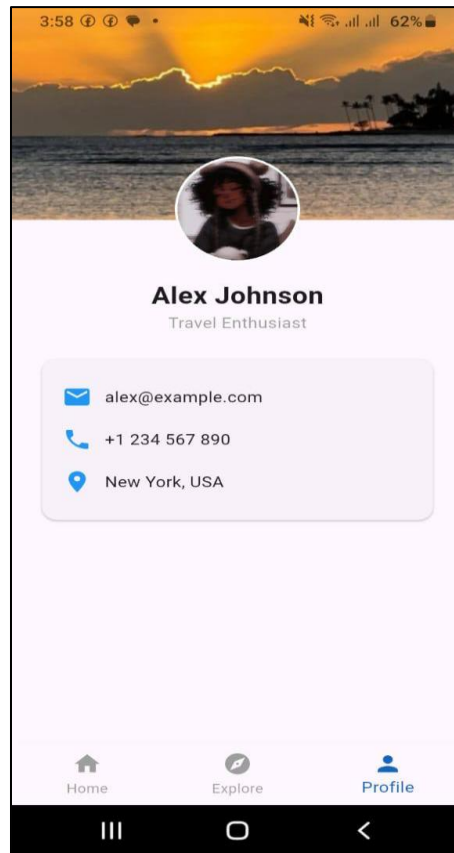 3:58 62%
Alex Johnson
Travel Enthusiast
alex@example.com
+1 234 567 890
New York, USA
Home Explore Profile